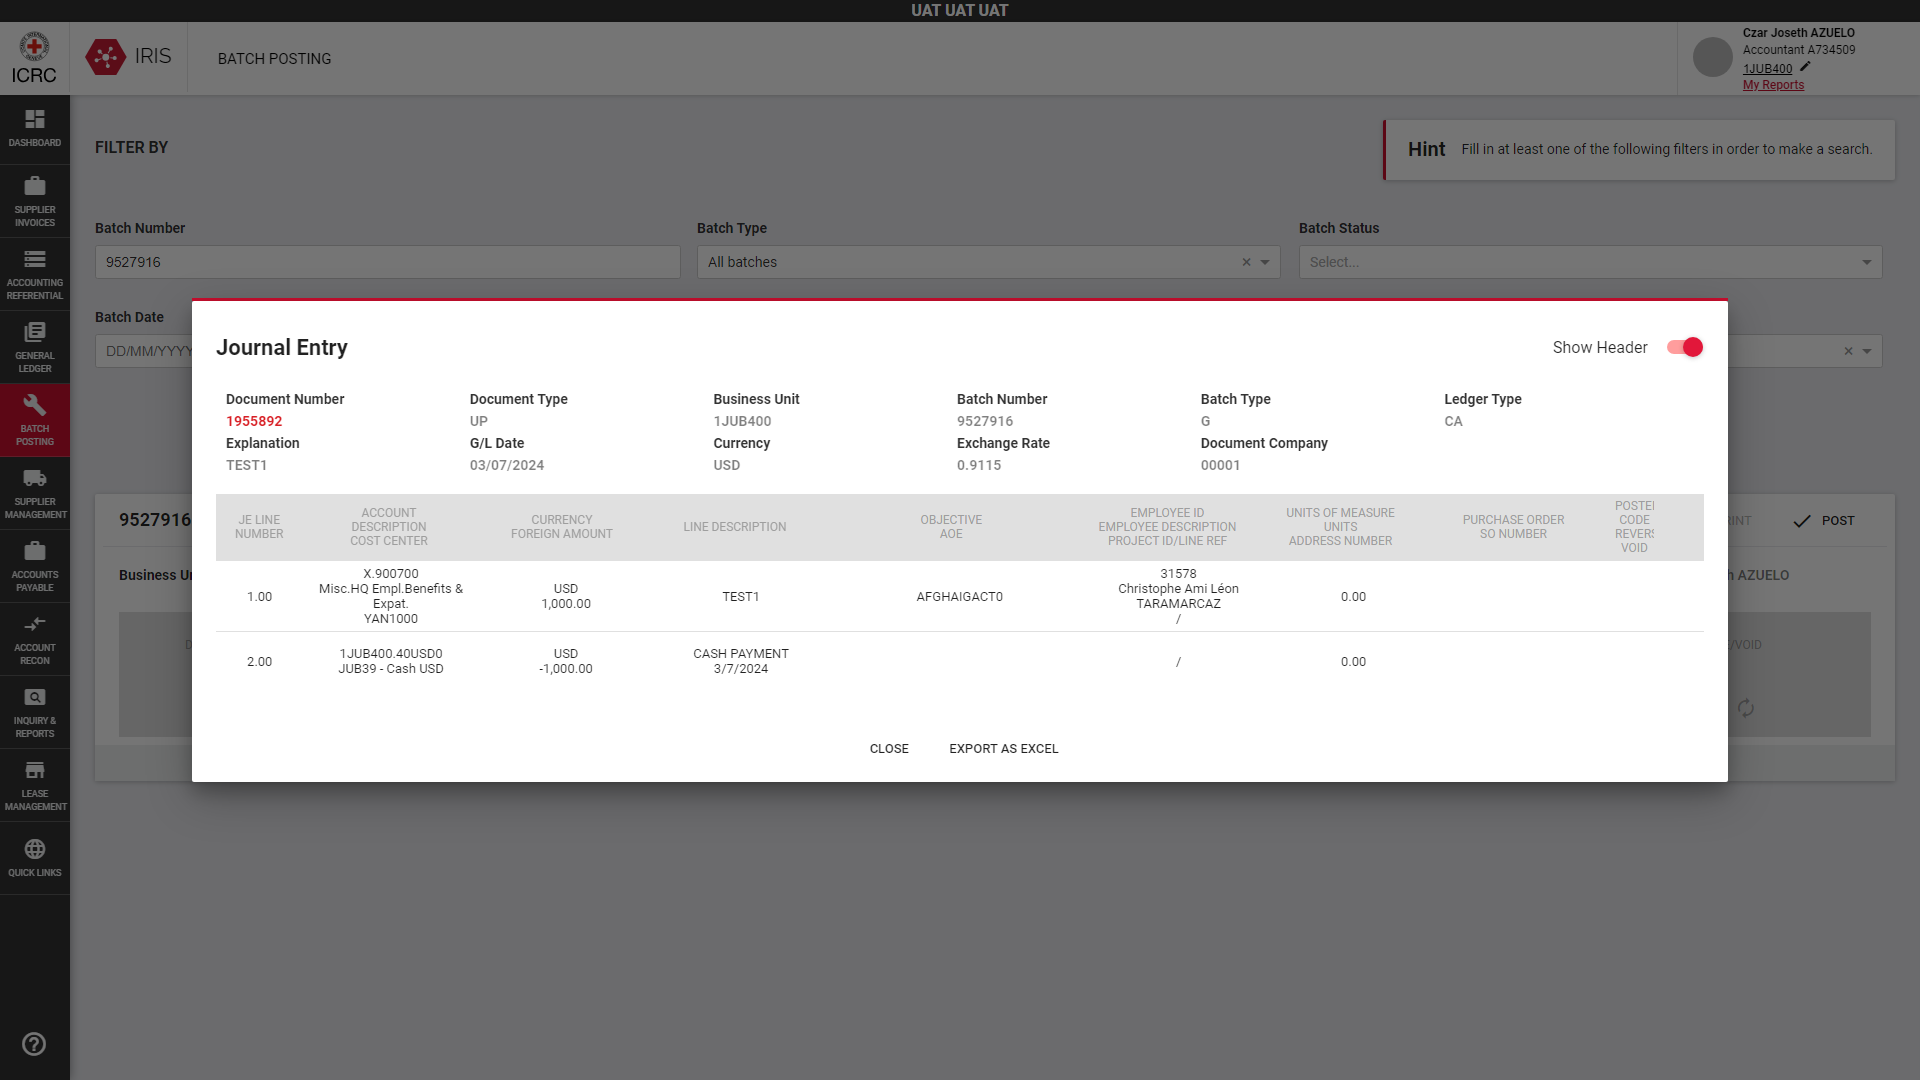 UAT UAT UAT
ICRC
IRIS
BATCH POSTING
Czar Joseth AZUELO
Accountant A734509
1JUB400
My Reports
DASHBOARD
SUPPLIER
INVOICES
ACCOUNTING
REFERENTIAL
GENERAL
LEDGER
BATCH
POSTING
SUPPLIER
MANAGEMENT
ACCOUNTS
PAYABLE
ACCOUNT
RECON
INQUIRY &
REPORTS
LEASE
MANAGEMENT
QUICK LINKS
FILTER BY
Hint Fill in at least one of the following filters in order to make a search.
Batch Number Batch Type Batch Status
9527916 All batches Select...
Batch Date
DD/MM/YYYY
9527916
POST
Business
AZUELO
/VOID
Journal Entry
Show Header
Document Number Document Type Business Unit Batch Number Batch Type Ledger Type
1955892 UP 1JUB400 9527916 G CA
Explanation G/L Date Currency Exchange Rate Document Company
TEST1 03/07/2024 USD 0.9115 00001
JE LINE
NUMBER
ACCOUNT
DESCRIPTION
COST CENTER
CURRENCY
FOREIGN AMOUNT
LINE DESCRIPTION
OBJECTIVE
AOE
EMPLOYEE ID
EMPLOYEE DESCRIPTION
PROJECT ID/LINE REF
UNITS OF MEASURE
UNITS
ADDRESS NUMBER
PURCHASE ORDER
SO NUMBER
CODE
VOID
1.00
X.900700
Misc.HQ Empl.Benefits &
Expat.
YAN1000
USD
1,000.00
TEST1
AFGHAIGACT0
31578
Christophe Ami Léon
TARAMARCAZ
/
0.00
2.00
1JUB400.40USD0
JUB39 - Cash USD
USD
-1,000.00
CASH PAYMENT
3/7/2024
/
0.00
CLOSE EXPORT AS EXCEL